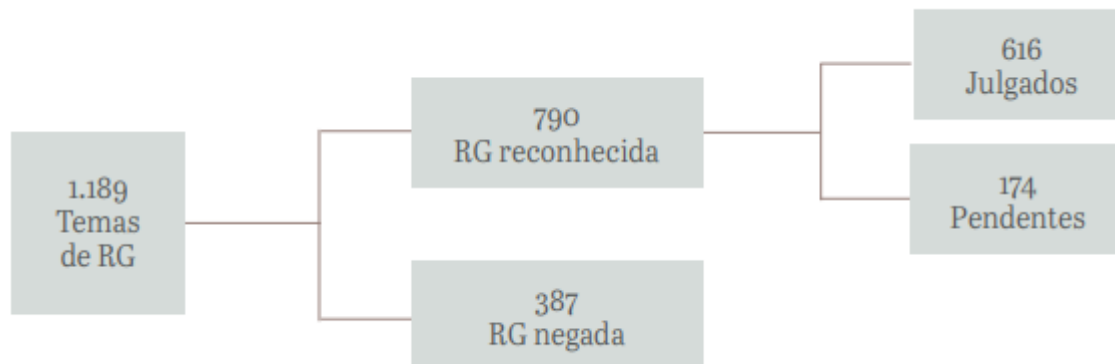 1.189
Temas
de RG
790
RG reconhecida
387
RG negada
616
Julgados
174
Pendentes